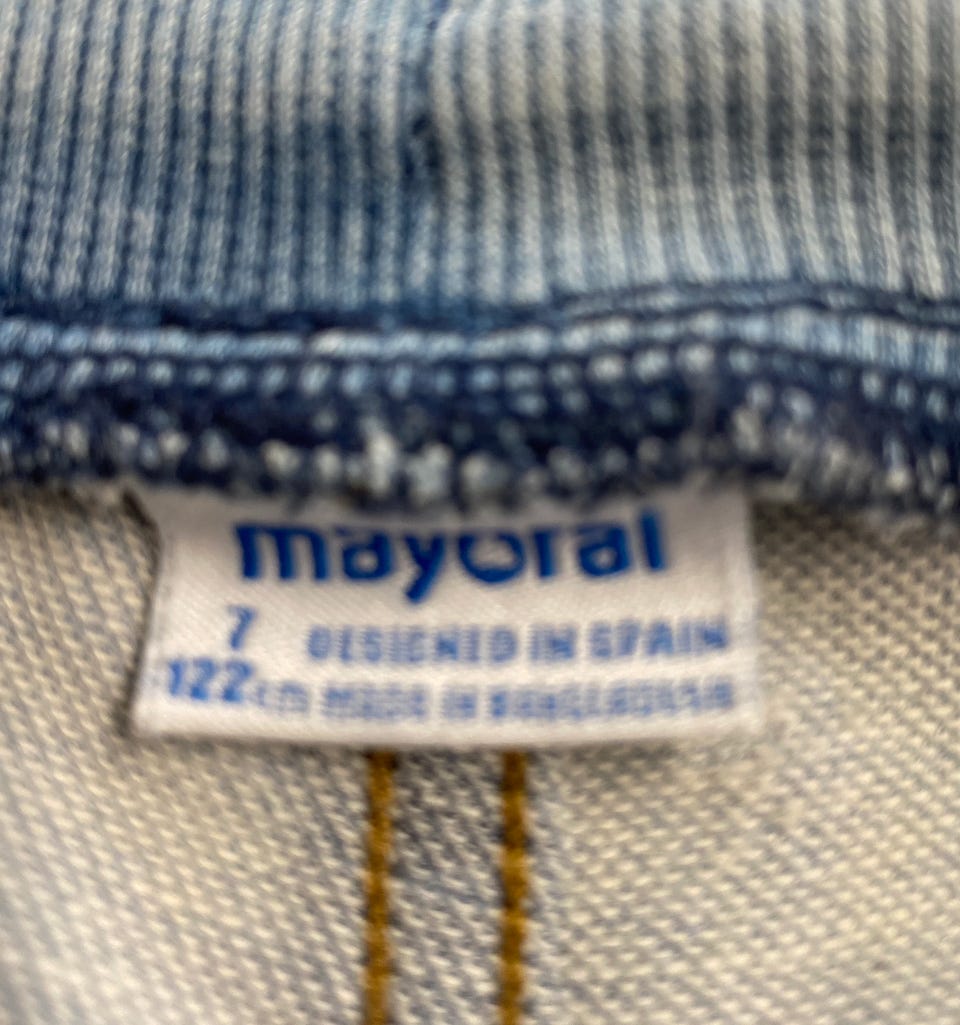 mayoral
7 DESIGNED IN SPAIN
122cm MADE IN BANGLADESH